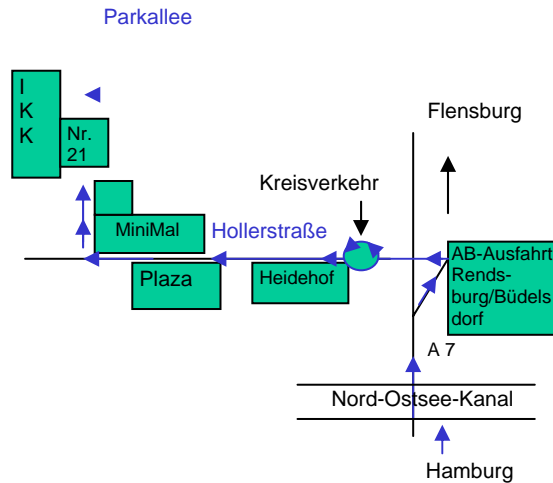 Parkallee
I
K
K
Nr.
21
Flensburg
Kreisverkehr
MiniMal
Hollerstraße
Plaza
Heidehof
AB-Ausfahrt
Rends-
burg/Büdels
dorf
A 7
Nord-Ostsee-Kanal
Hamburg